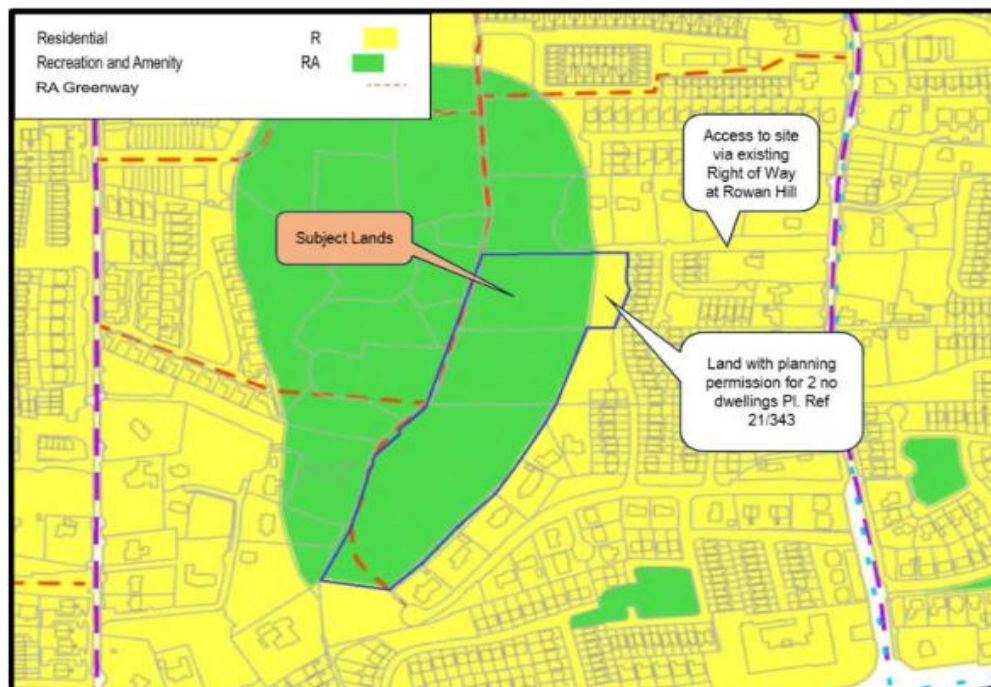 Residential R
Recreation and Amenity RA
RA Greenway
Access to site
via existing
Right of Way
at Rowan Hill
Subject Lands
Land with planning
permission for 2 no
dwellings Pl. Ref
21/343